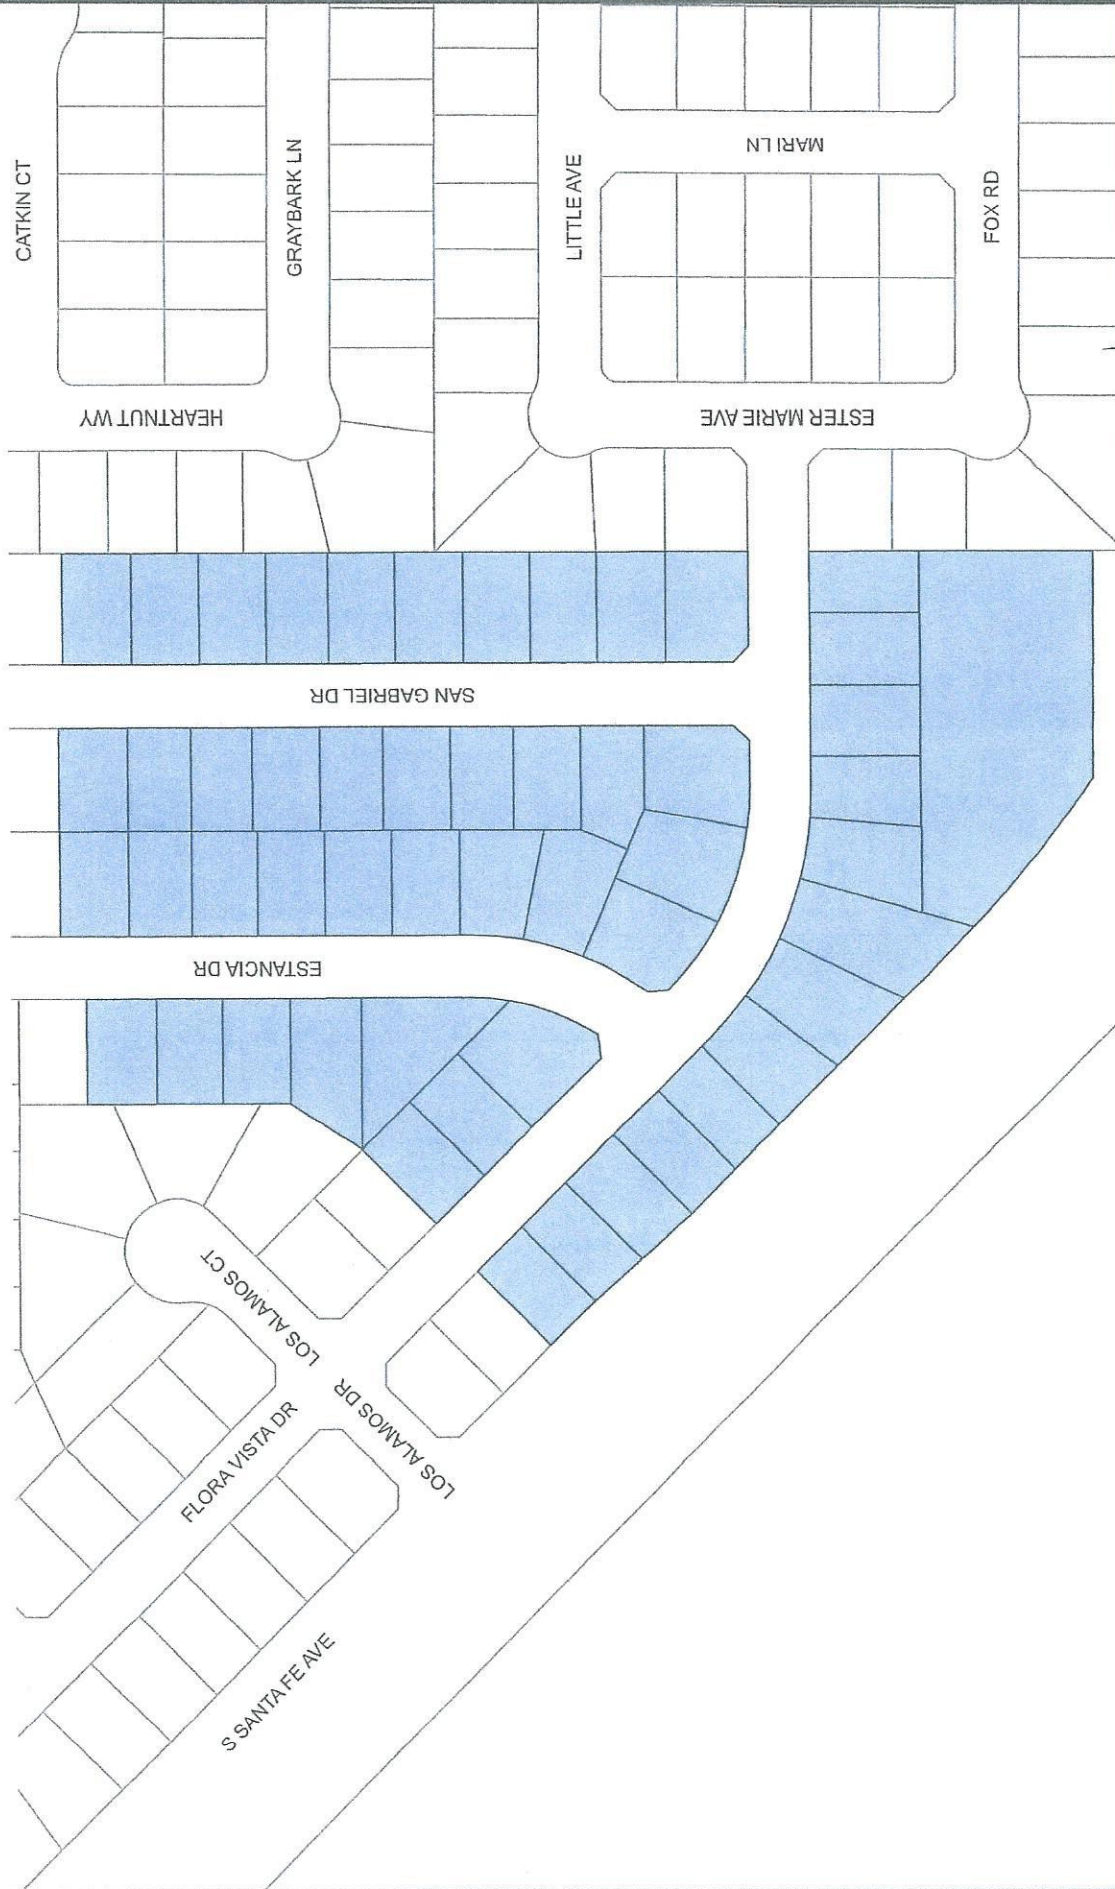 CATKIN CT
GRAYBARK LN
LITTLE AVE
MARI LN
FOX RD
HEARTNUT WY
ESTER MARIE AVE
SAN GABRIEL DR
ESTANCIA DR
LOS ALAMOS CT
LOS ALAMOS DR
FLORA VISTA DR
S SANTA FE AVE